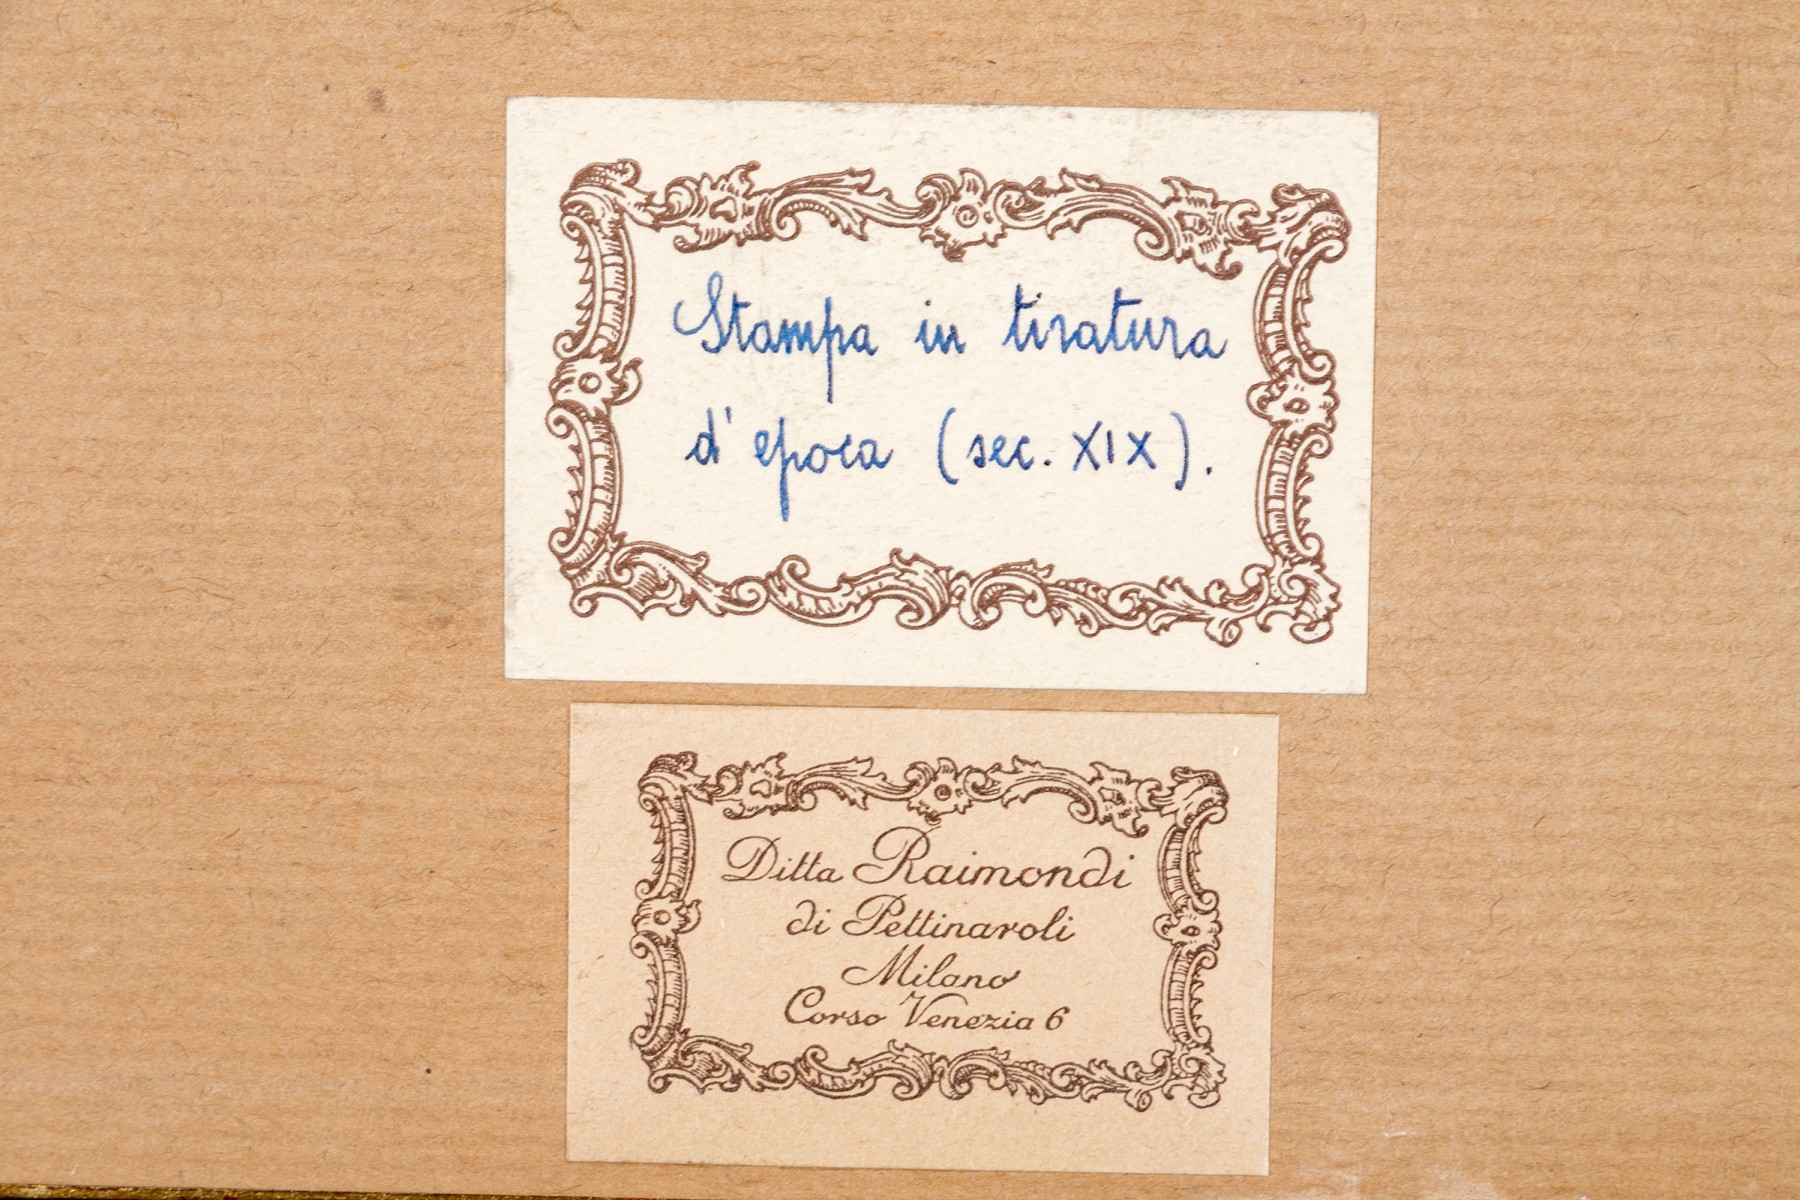 Stampa in tiratura
d'epoca (sec. XIX).
Ditta Raimondi
di Pettinaroli
Milano
Corso Venezia 6